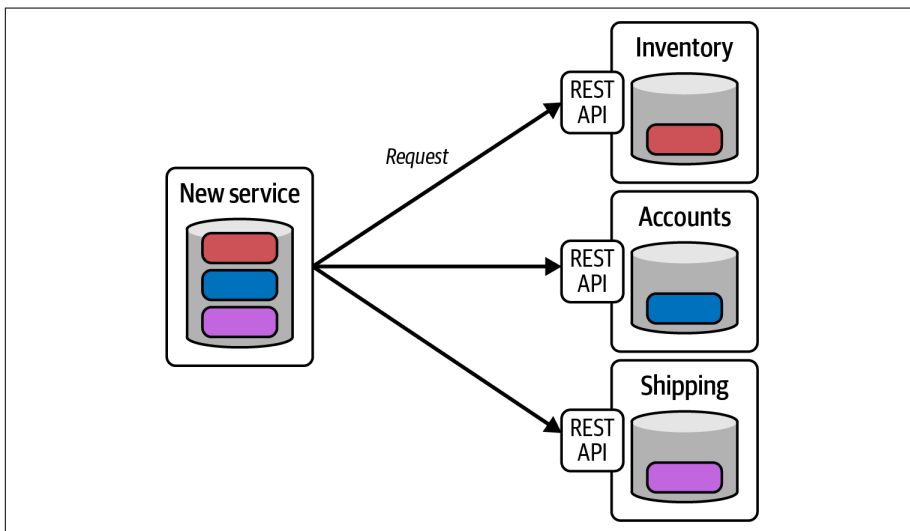 Inventory
REST
API
Request
New service
Accounts
REST
API
Shipping
REST
API